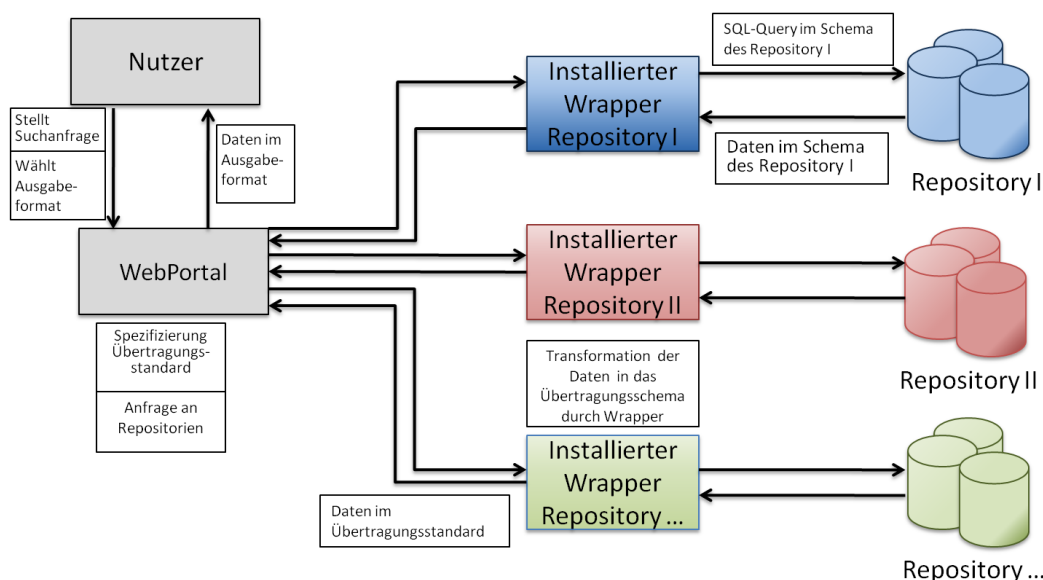 Nutzer
Stellt
Suchanfrage
Wählt
Ausgabe-
format
Daten im
Ausgabe-
format
WebPortal
Spezifizierung
Übertragungs-
standard
Anfrage an
Repositorien
Installierter
Wrapper
Repository I
SQL-Query im Schema
des Repository I
Daten im Schema
des Repository I
Repository I
Installierter
Wrapper
Repository II
Repository II
Transformation der
Daten in das
Übertragungsschema
durch Wrapper
Installierter
Wrapper
Repository ...
Daten im
Übertragungsstandard
Repository ...